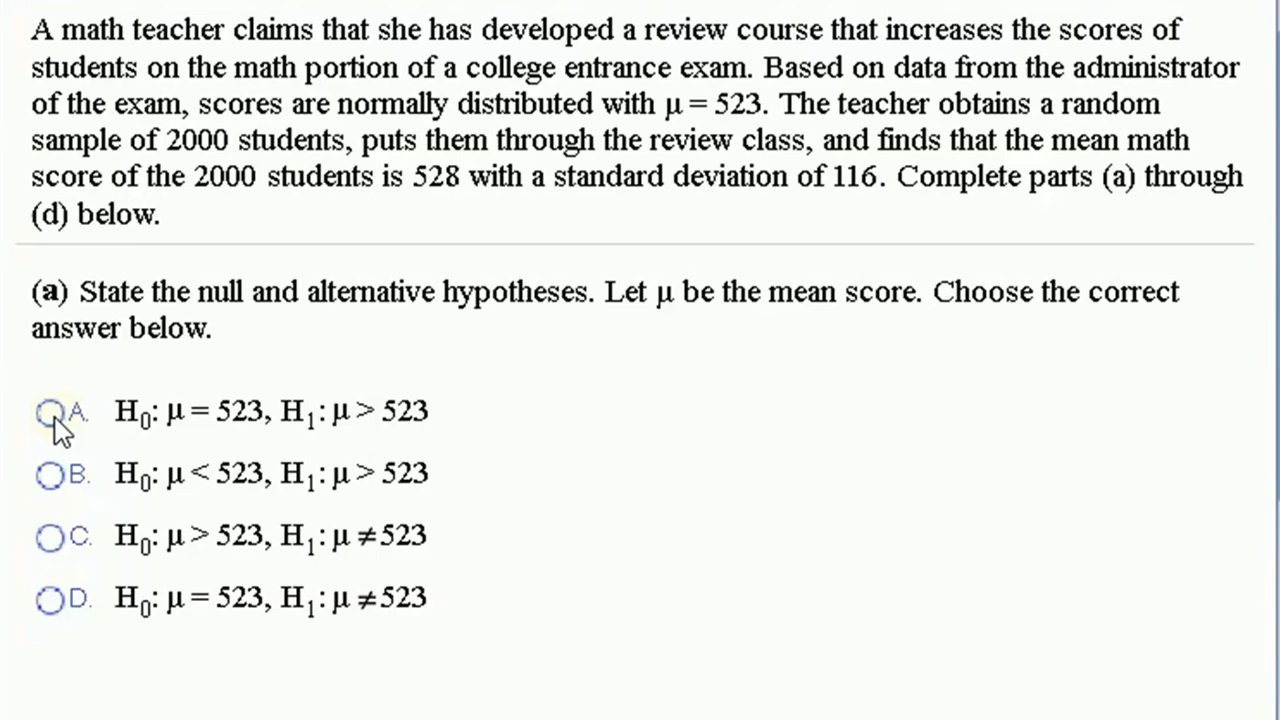 A math teacher claims that she has developed a review course that increases the scores of
students on the math portion of a college entrance exam. Based on data from the administrator
of the exam, scores are normally distributed with μ = 523. The teacher obtains a random
sample of 2000 students, puts them through the review class, and finds that the mean math
score of the 2000 students is 528 with a standard deviation of 116. Complete parts (a) through
(d) below.
(a) State the null and alternative hypotheses. Let μ be the mean score. Choose the correct
answer below.
A. H₀: μ = 523, H₁: μ > 523
B. H₀: μ < 523, H₁: μ > 523
C. H₀: μ > 523, H₁: μ ≠ 523
D. H₀: μ = 523, H₁: μ ≠ 523